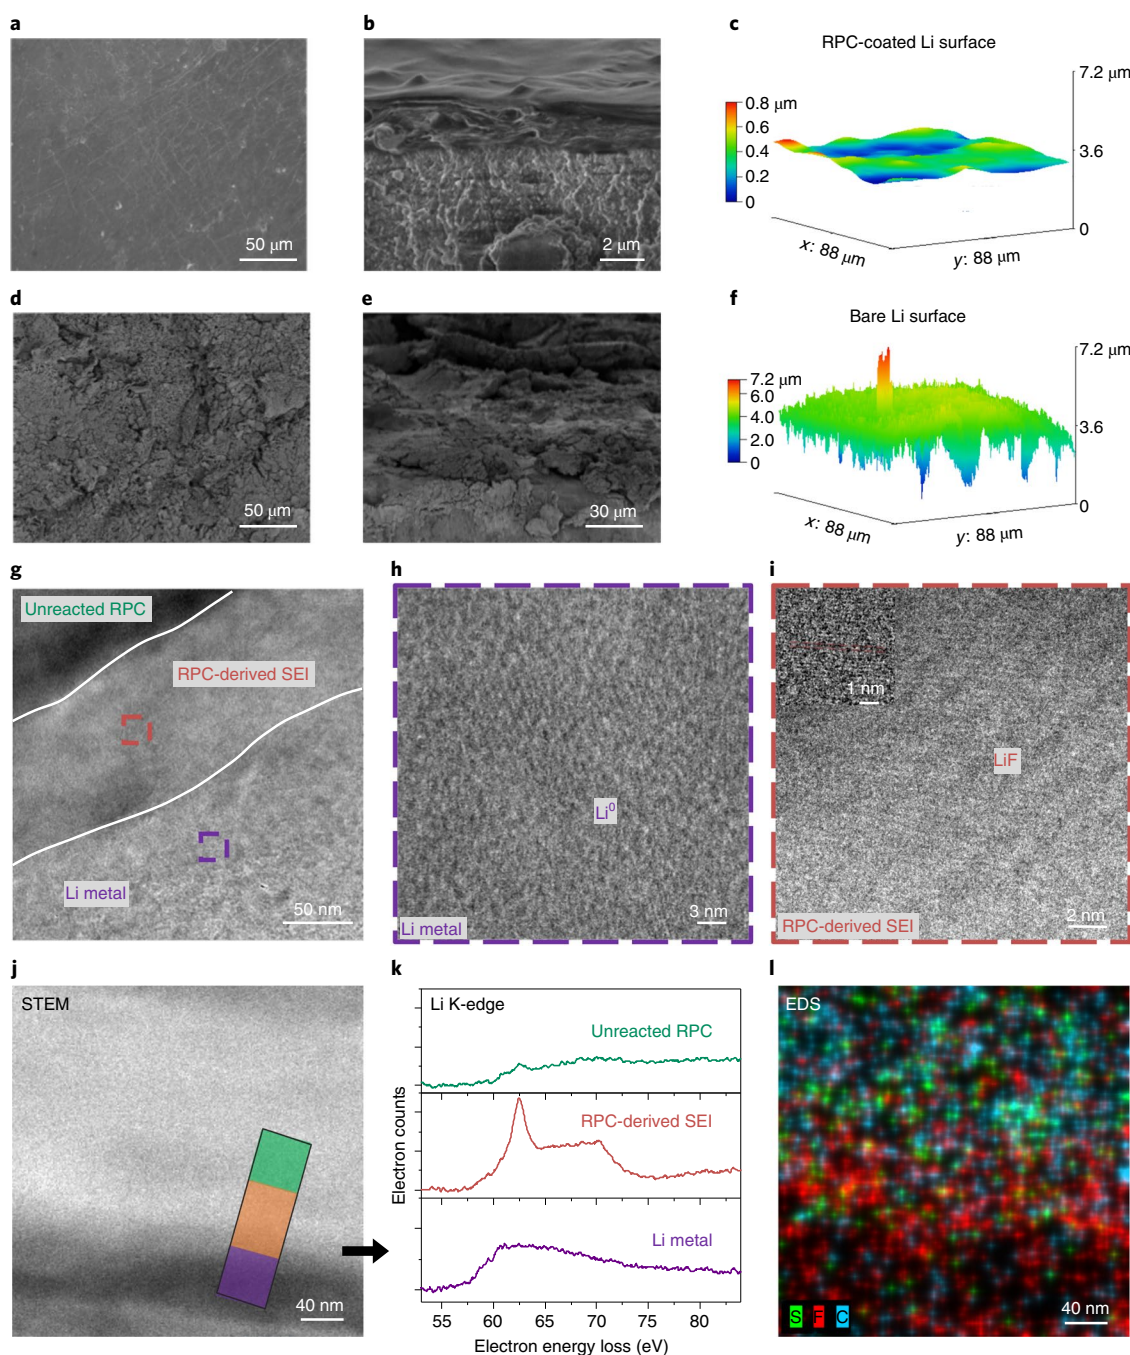 a
50 μm
b
2 μm
c
RPC-coated Li surface
7.2 μm
0.8 μm
0.6
0.4
0.2
0
3.6
0
x: 88 μm
y: 88 μm
d
50 μm
e
30 μm
f
Bare Li surface
7.2 μm
7.2 μm
6.0
4.0
2.0
0
3.6
0
x: 88 μm
y: 88 μm
g
Unreacted RPC
RPC-derived SEI
Li metal
50 nm
h
Li⁰
Li metal
3 nm
i
1 nm
LiF
RPC-derived SEI
2 nm
j
STEM
40 nm
k
Li K-edge
Unreacted RPC
RPC-derived SEI
Li metal
Electron counts
55 60 65 70 75 80
Electron energy loss (eV)
l
EDS
S F C
40 nm